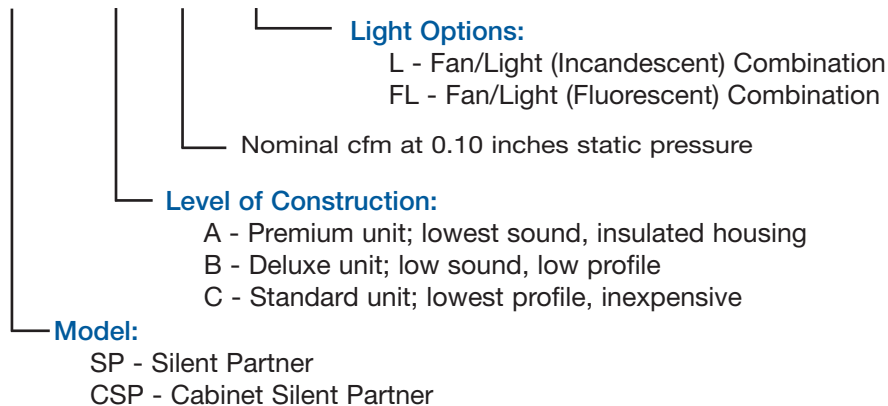 Light Options:
L - Fan/Light (Incandescent) Combination
FL - Fan/Light (Fluorescent) Combination
Nominal cfm at 0.10 inches static pressure
Level of Construction:
A - Premium unit; lowest sound, insulated housing
B - Deluxe unit; low sound, low profile
C - Standard unit; lowest profile, inexpensive
Model:
SP - Silent Partner
CSP - Cabinet Silent Partner